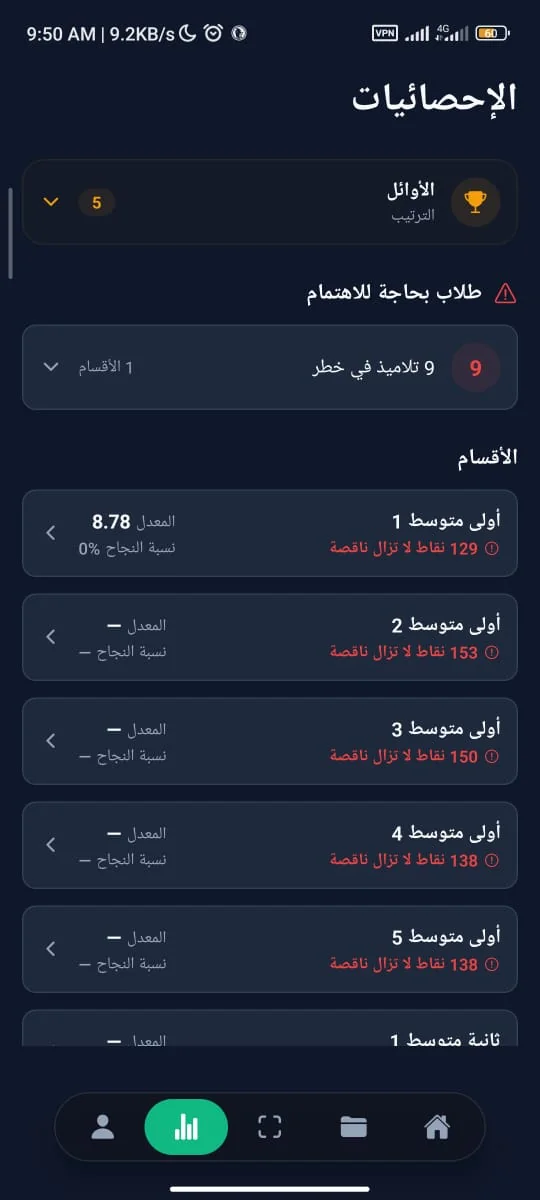 9:50 AM | 9.2KB/s
VPN 4G 60
الإحصائيات
الأوائل
الترتيب
5
طلاب بحاجة للاهتمام
9
9 تلاميذ في خطر
1 الأقسام
الأقسام
أولى متوسط 1
المعدل 8.78
129 نقاط لا تزال ناقصة
نسبة النجاح 0%
أولى متوسط 2
المعدل —
153 نقاط لا تزال ناقصة
نسبة النجاح —
أولى متوسط 3
المعدل —
150 نقاط لا تزال ناقصة
نسبة النجاح —
أولى متوسط 4
المعدل —
138 نقاط لا تزال ناقصة
نسبة النجاح —
أولى متوسط 5
المعدل —
138 نقاط لا تزال ناقصة
نسبة النجاح —
ثانية متوسط 1
المعدل —